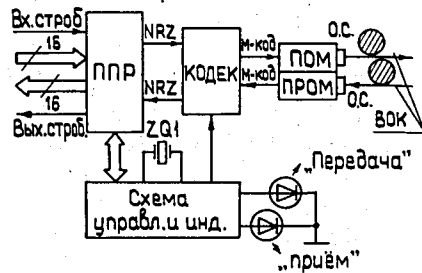 Вх.строб
16
16
Вых.строб.
ППР
NRZ
NRZ
КОДЕК
м-код
м-код
ПОМ
ПРОМ
О.С.
О.С.
ВОК
ZQ1
Схема
управл.и инд.
„Передача"
„приём"